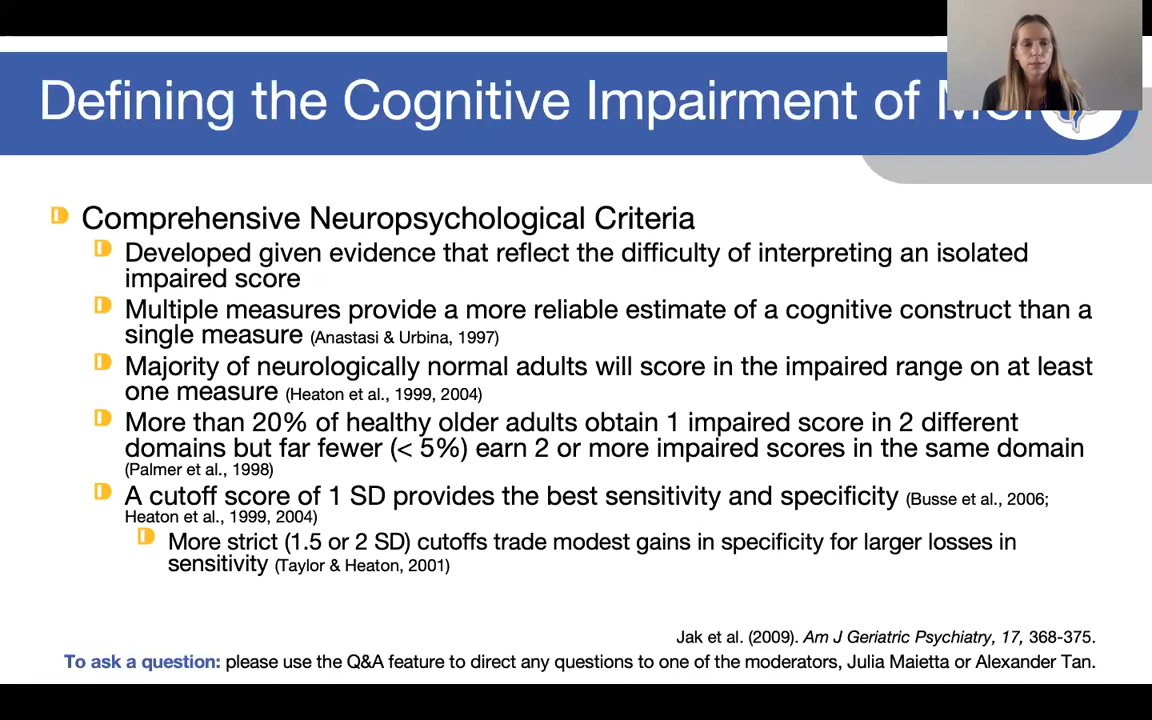 Defining the Cognitive Impairment of
Comprehensive Neuropsychological Criteria
Developed given evidence that reflect the difficulty of interpreting an isolated
impaired score
Multiple measures provide a more reliable estimate of a cognitive construct than a
single measure (Anastasi & Urbina, 1997)
Majority of neurologically normal adults will score in the impaired range on at least
one measure (Heaton et al., 1999, 2004)
More than 20% of healthy older adults obtain 1 impaired score in 2 different
domains but far fewer (< 5%) earn 2 or more impaired scores in the same domain
(Palmer et al., 1998)
A cutoff score of 1 SD provides the best sensitivity and specificity (Busse et al., 2006;
Heaton et al., 1999, 2004)
More strict (1.5 or 2 SD) cutoffs trade modest gains in specificity for larger losses in
sensitivity (Taylor & Heaton, 2001)
Jak et al. (2009). Am J Geriatric Psychiatry, 17, 368-375.
To ask a question: please use the Q&A feature to direct any questions to one of the moderators, Julia Maietta or Alexander Tan.